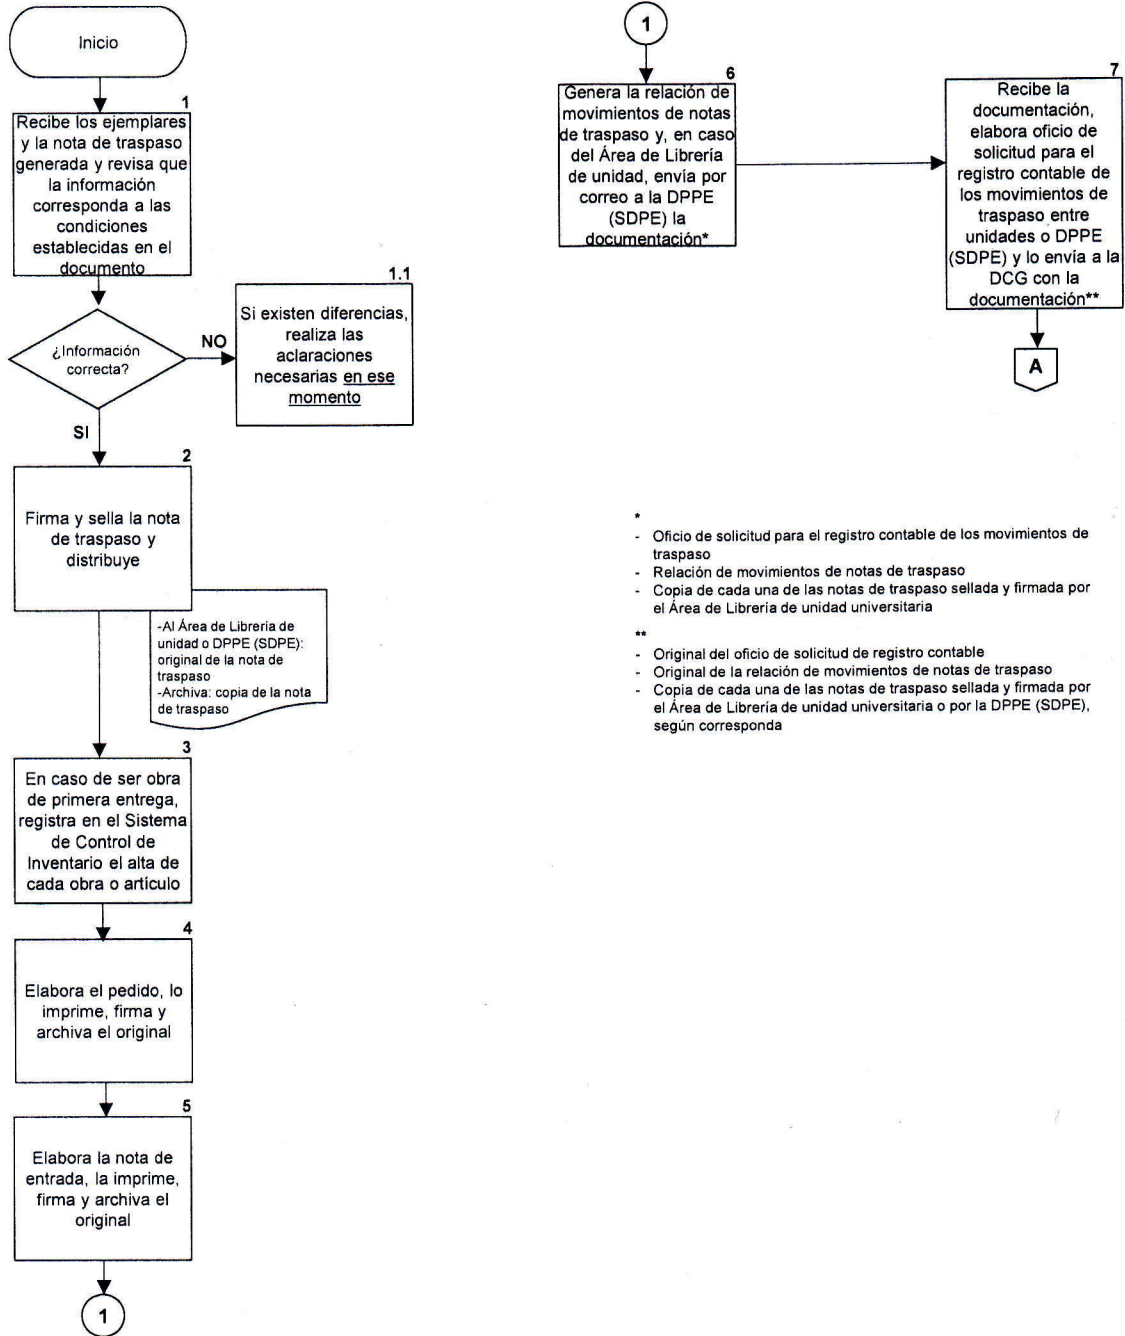 Inicio
1
Recibe los ejemplares
y la nota de traspaso
generada y revisa que
la información
corresponda a las
condiciones
establecidas en el
documento
¿Información
correcta?
NO
1.1
Si existen diferencias,
realiza las
aclaraciones
necesarias en ese
momento
SI
2
Firma y sella la nota
de traspaso y
distribuye
-Al Área de Librería de
unidad o DPPE (SDPE):
original de la nota de
traspaso
-Archiva: copia de la nota
de traspaso
3
En caso de ser obra
de primera entrega,
registra en el Sistema
de Control de
Inventario el alta de
cada obra o artículo
4
Elabora el pedido, lo
imprime, firma y
archiva el original
5
Elabora la nota de
entrada, la imprime,
firma y archiva el
original
1
1
6
Genera la relación de
movimientos de notas
de traspaso y, en caso
del Área de Librería
de unidad, envía por
correo a la DPPE
(SDPE) la
documentación*
7
Recibe la
documentación,
elabora oficio de
solicitud para el
registro contable de
los movimientos de
traspaso entre
unidades o DPPE
(SDPE) y lo envía a la
DCG con la
documentación**
A
*
- Oficio de solicitud para el registro contable de los movimientos de
traspaso
- Relación de movimientos de notas de traspaso
- Copia de cada una de las notas de traspaso sellada y firmada por
el Área de Librería de unidad universitaria
**
- Original del oficio de solicitud de registro contable
- Original de la relación de movimientos de notas de traspaso
- Copia de cada una de las notas de traspaso sellada y firmada por
el Área de Librería de unidad universitaria o por la DPPE (SDPE),
según corresponda